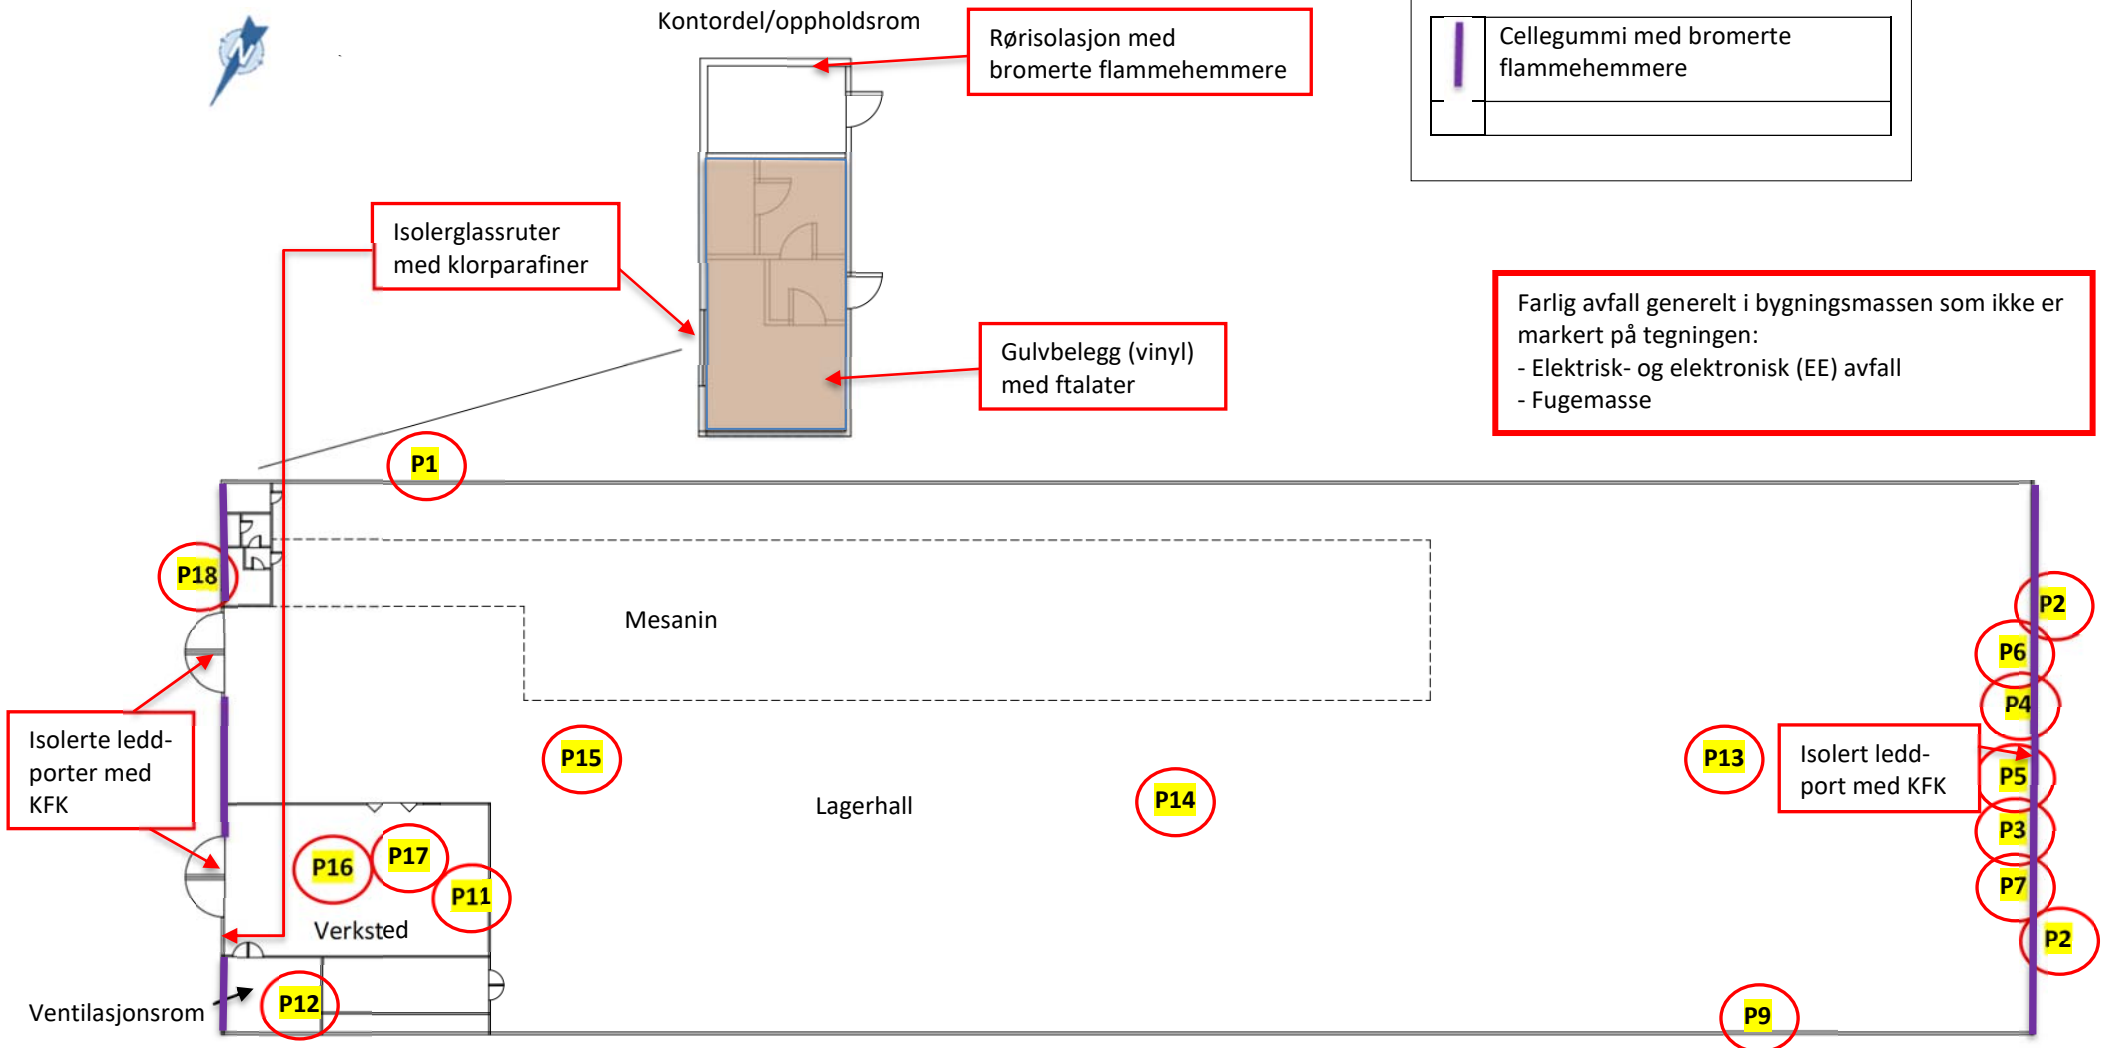 N
Kontordel/oppholdsrom
Rørisolasjon med
bromerte flammehemmere
Cellegummi med bromerte
flammehemmere
Isolerglassruter
med klorparafiner
Gulvbelegg (vinyl)
med ftalater
Farlig avfall generelt i bygningsmassen som ikke er
markert på tegningen:
- Elektrisk- og elektronisk (EE) avfall
- Fugemasse
P1
P18
Mesanin
P2
P6
P4
Isolerte ledd-
porter med
KFK
P15
P13
Isolert ledd-
port med KFK
P5
P14
Lagerhall
P3
P16
P17
P11
P7
Verksted
P2
Ventilasjonsrom
P12
P9